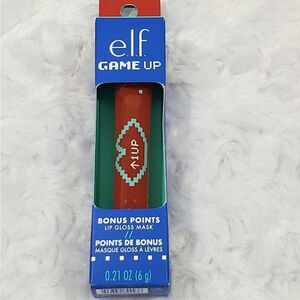 e.l.f.
GAME UP
↑1UP
BONUS POINTS
LIP GLOSS MASK
//
POINTS DE BONUS
MASQUE GLOSS À LÈVRES
0.21 OZ (6 g)